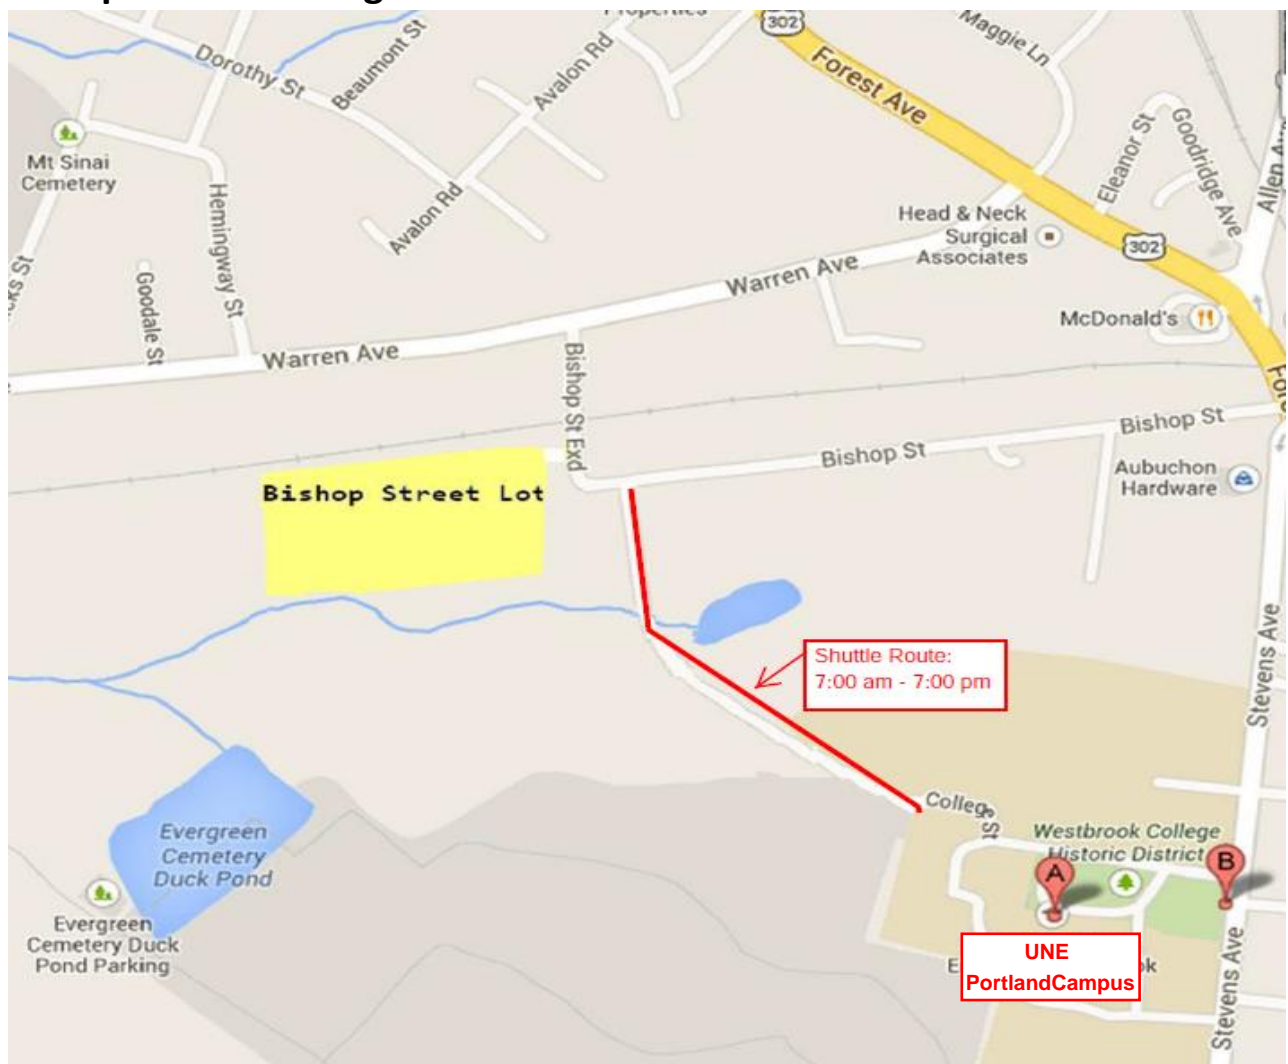 Properties
302
Maggie Ln
Forest Ave
Dorothy St
Beaumont St
Avalon Rd
Eleanor St
Goodridge Ave
Mt Sinai
Cemetery
Hemingway St
Avalon Rd
Head & Neck
Surgical
Associates
302
Goodale St
Warren Ave
McDonald's
Warren Ave
Bishop St Exd
Bishop St
Bishop St
Bishop Street Lot
Aubuchon
Hardware
Stevens Ave
Shuttle Route:
7:00 am - 7:00 pm
College St
Evergreen
Cemetery
Duck Pond
Westbrook College
Historic District
A
B
Evergreen
Cemetery Duck
Pond Parking
UNE
PortlandCampus
Stevens Ave